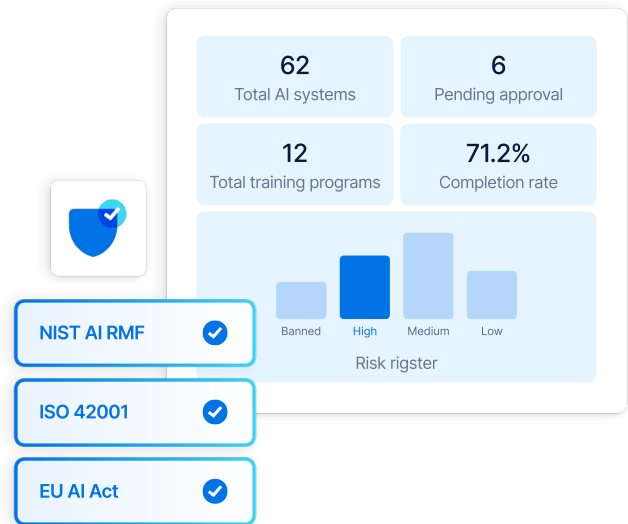 62
Total AI systems
6
Pending approval
12
Total training programs
71.2%
Completion rate
Banned
High
Medium
Low
Risk rigster
NIST AI RMF
ISO 42001
EU AI Act